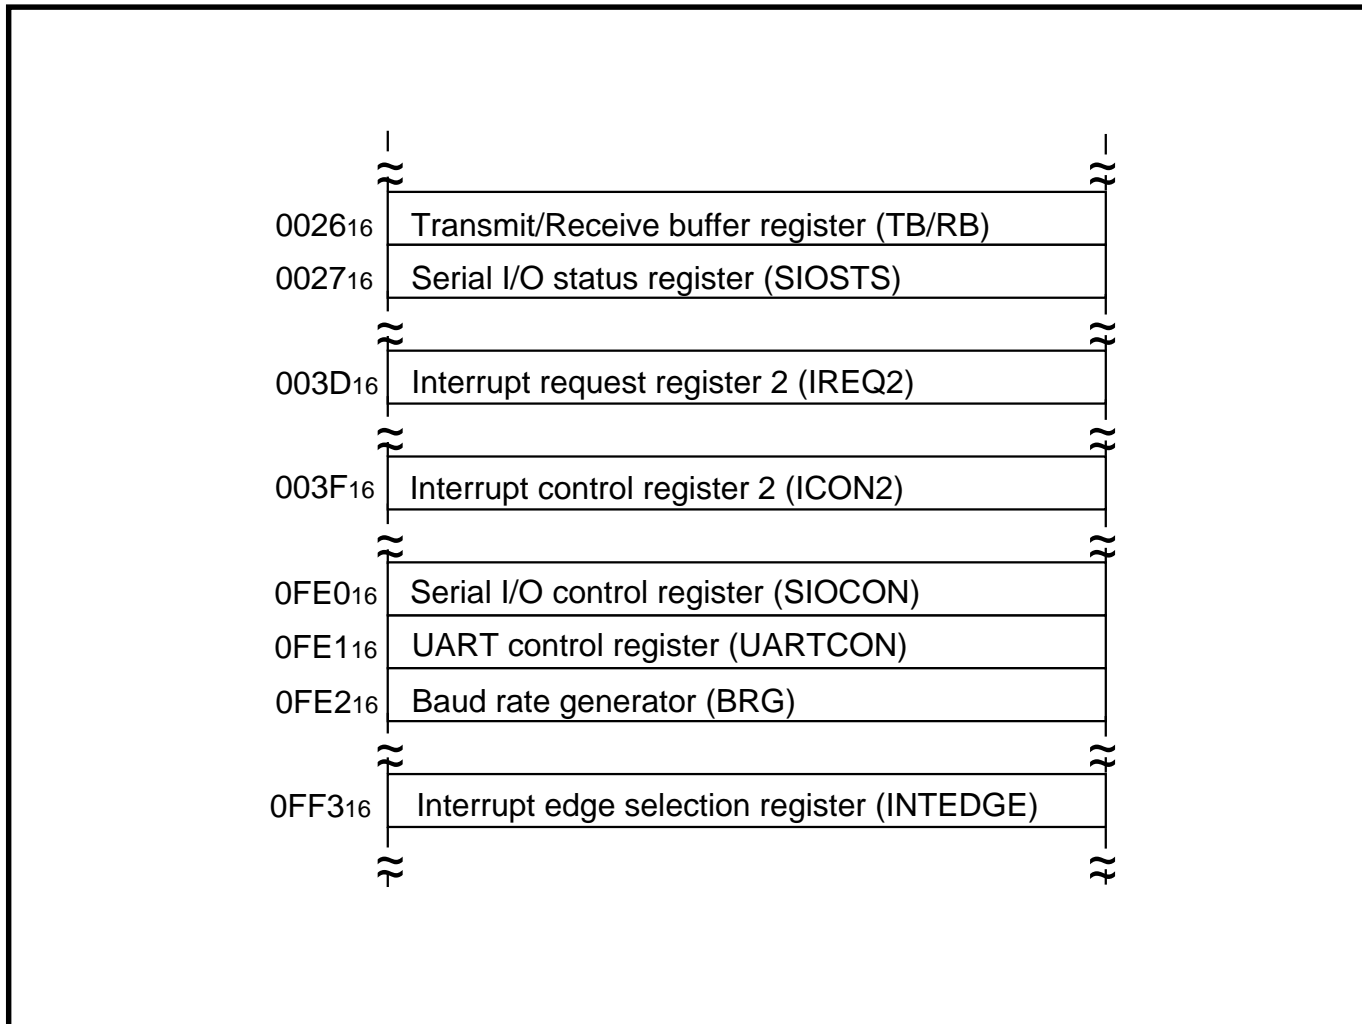 0026₁₆ Transmit/Receive buffer register (TB/RB)
0027₁₆ Serial I/O status register (SIOSTS)
003D₁₆ Interrupt request register 2 (IREQ2)
003F₁₆ Interrupt control register 2 (ICON2)
0FE0₁₆ Serial I/O control register (SIOCON)
0FE1₁₆ UART control register (UARTCON)
0FE2₁₆ Baud rate generator (BRG)
0FF3₁₆ Interrupt edge selection register (INTEDGE)